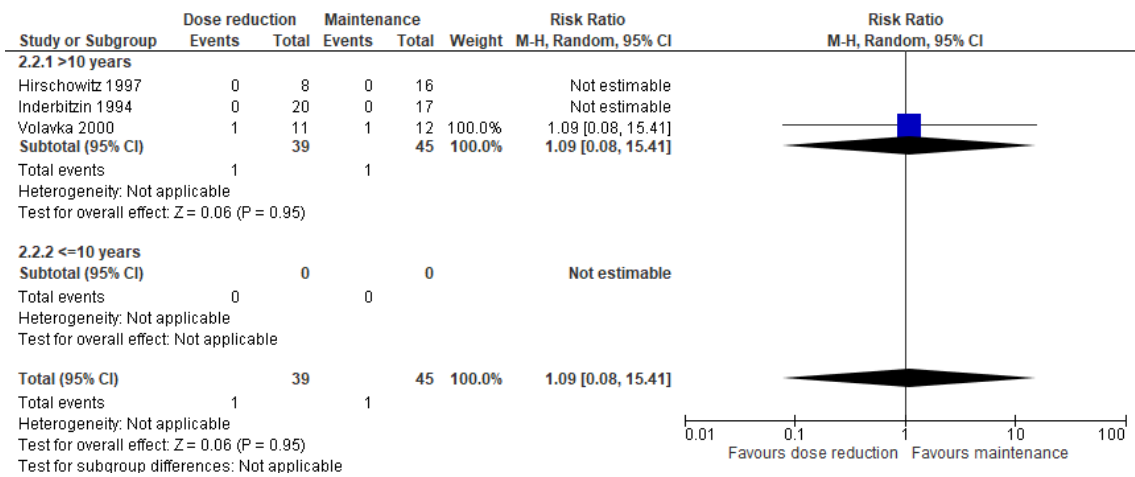 Dose reduction Maintenance Risk Ratio Risk Ratio
Study or Subgroup Events Total Events Total Weight M-H, Random, 95% CI M-H, Random, 95% CI
2.2.1 >10 years
Hirschowitz 1997 0 8 0 16 Not estimable
Inderbitzin 1994 0 20 0 17 Not estimable
Volavka 2000 1 11 1 12 100.0% 1.09 [0.08, 15.41]
Subtotal (95% CI) 39 45 100.0% 1.09 [0.08, 15.41]
Total events 1 1
Heterogeneity: Not applicable
Test for overall effect: Z = 0.06 (P = 0.95)
2.2.2 <=10 years
Subtotal (95% CI) 0 0 Not estimable
Total events 0 0
Heterogeneity: Not applicable
Test for overall effect: Not applicable
Total (95% CI) 39 45 100.0% 1.09 [0.08, 15.41]
Total events 1 1
Heterogeneity: Not applicable
Test for overall effect: Z = 0.06 (P = 0.95)
Test for subgroup differences: Not applicable
0.01 0.1 1 10 100
Favours dose reduction Favours maintenance